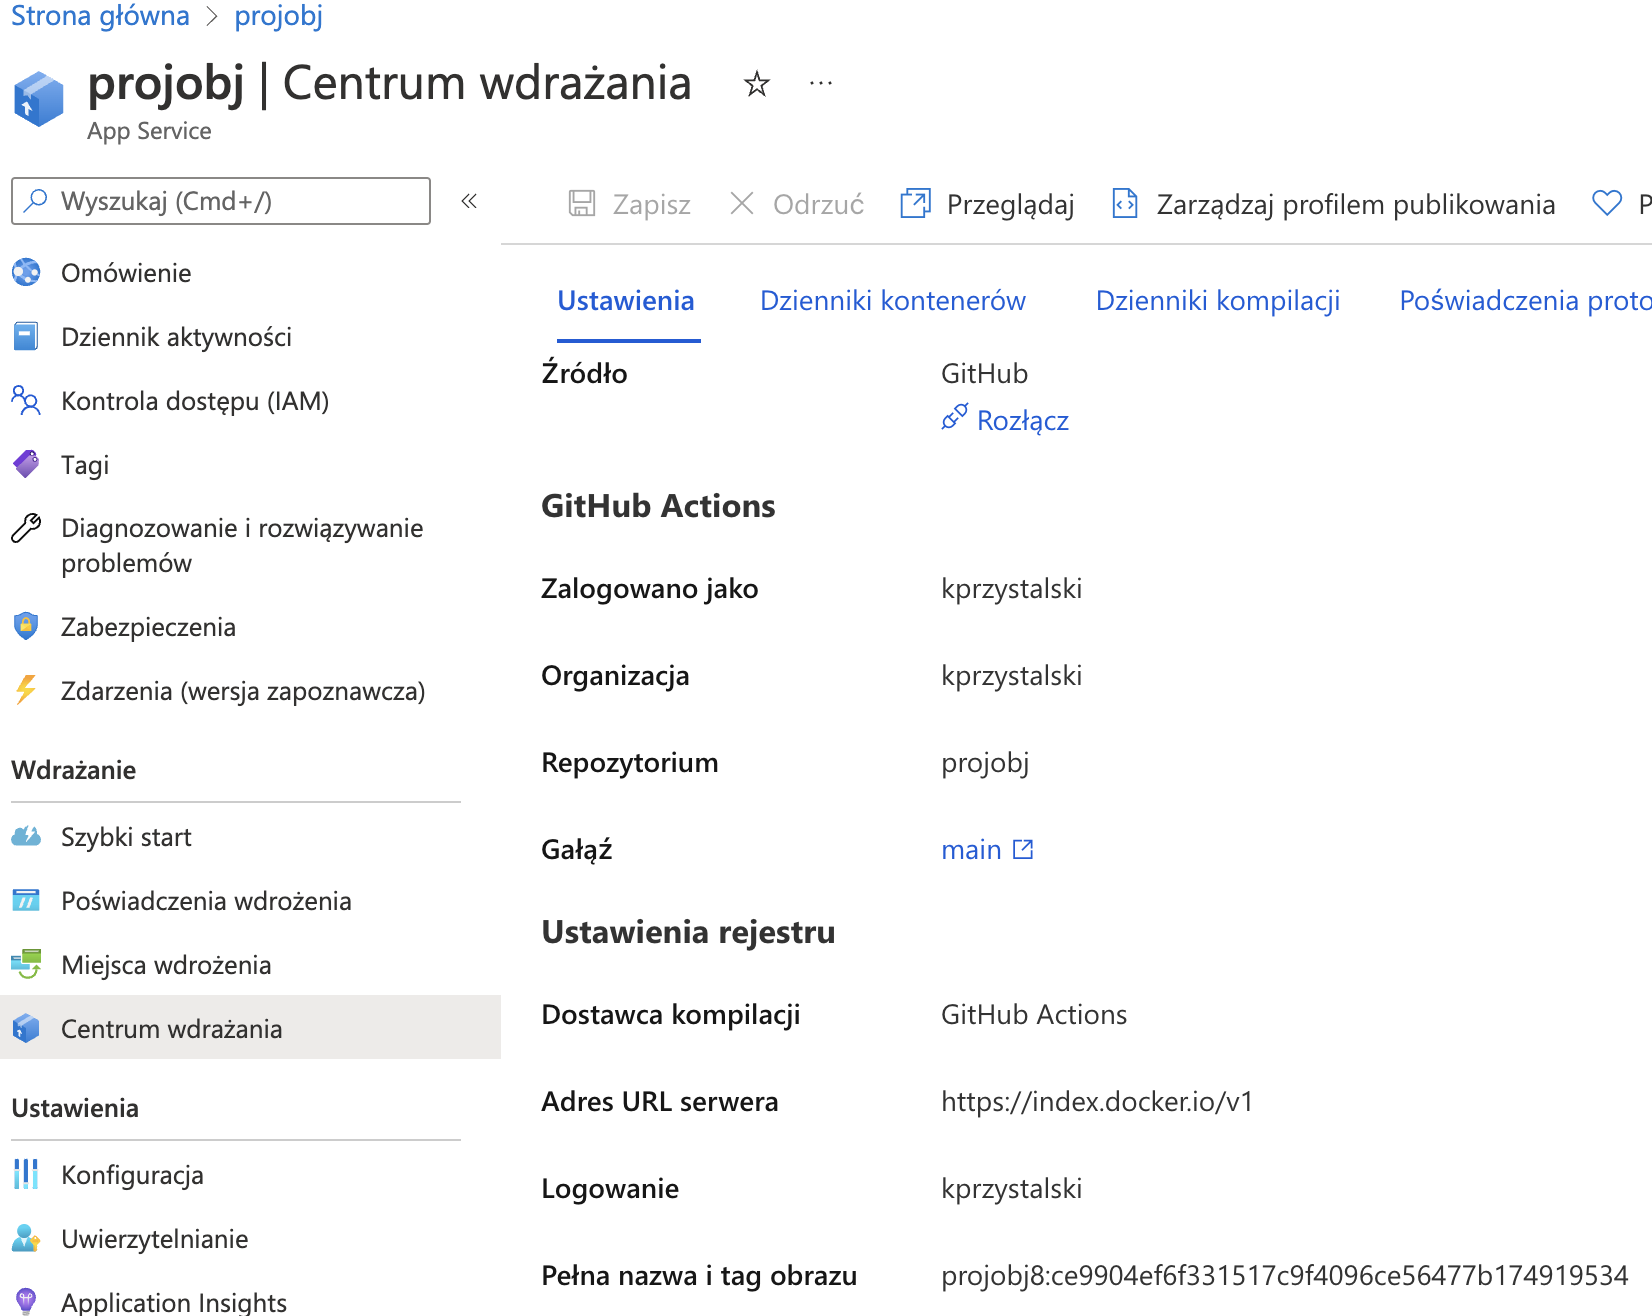 Strona główna > projobj
projobj | Centrum wdrażania
App Service
Wyszukaj (Cmd+/)
Zapisz
Odrzuć
Przeglądaj
Zarządzaj profilem publikowania
Omówienie
Dziennik aktywności
Kontrola dostępu (IAM)
Tagi
Diagnozowanie i rozwiązywanie
problemów
Zabezpieczenia
Zdarzenia (wersja zapoznawcza)
Wdrażanie
Szybki start
Poświadczenia wdrożenia
Miejsca wdrożenia
Centrum wdrażania
Ustawienia
Konfiguracja
Uwierzytelnianie
Application Insights
Ustawienia
Dzienniki kontenerów
Dzienniki kompilacji
Poświadczenia proto
Źródło GitHub
Rozłącz
GitHub Actions
Zalogowano jako kprzystalski
Organizacja kprzystalski
Repozytorium projobj
Gałąź main
Ustawienia rejestru
Dostawca kompilacji GitHub Actions
Adres URL serwera https://index.docker.io/v1
Logowanie kprzystalski
Pełna nazwa i tag obrazu projobj8:ce9904ef6f331517c9f4096ce56477b174919534